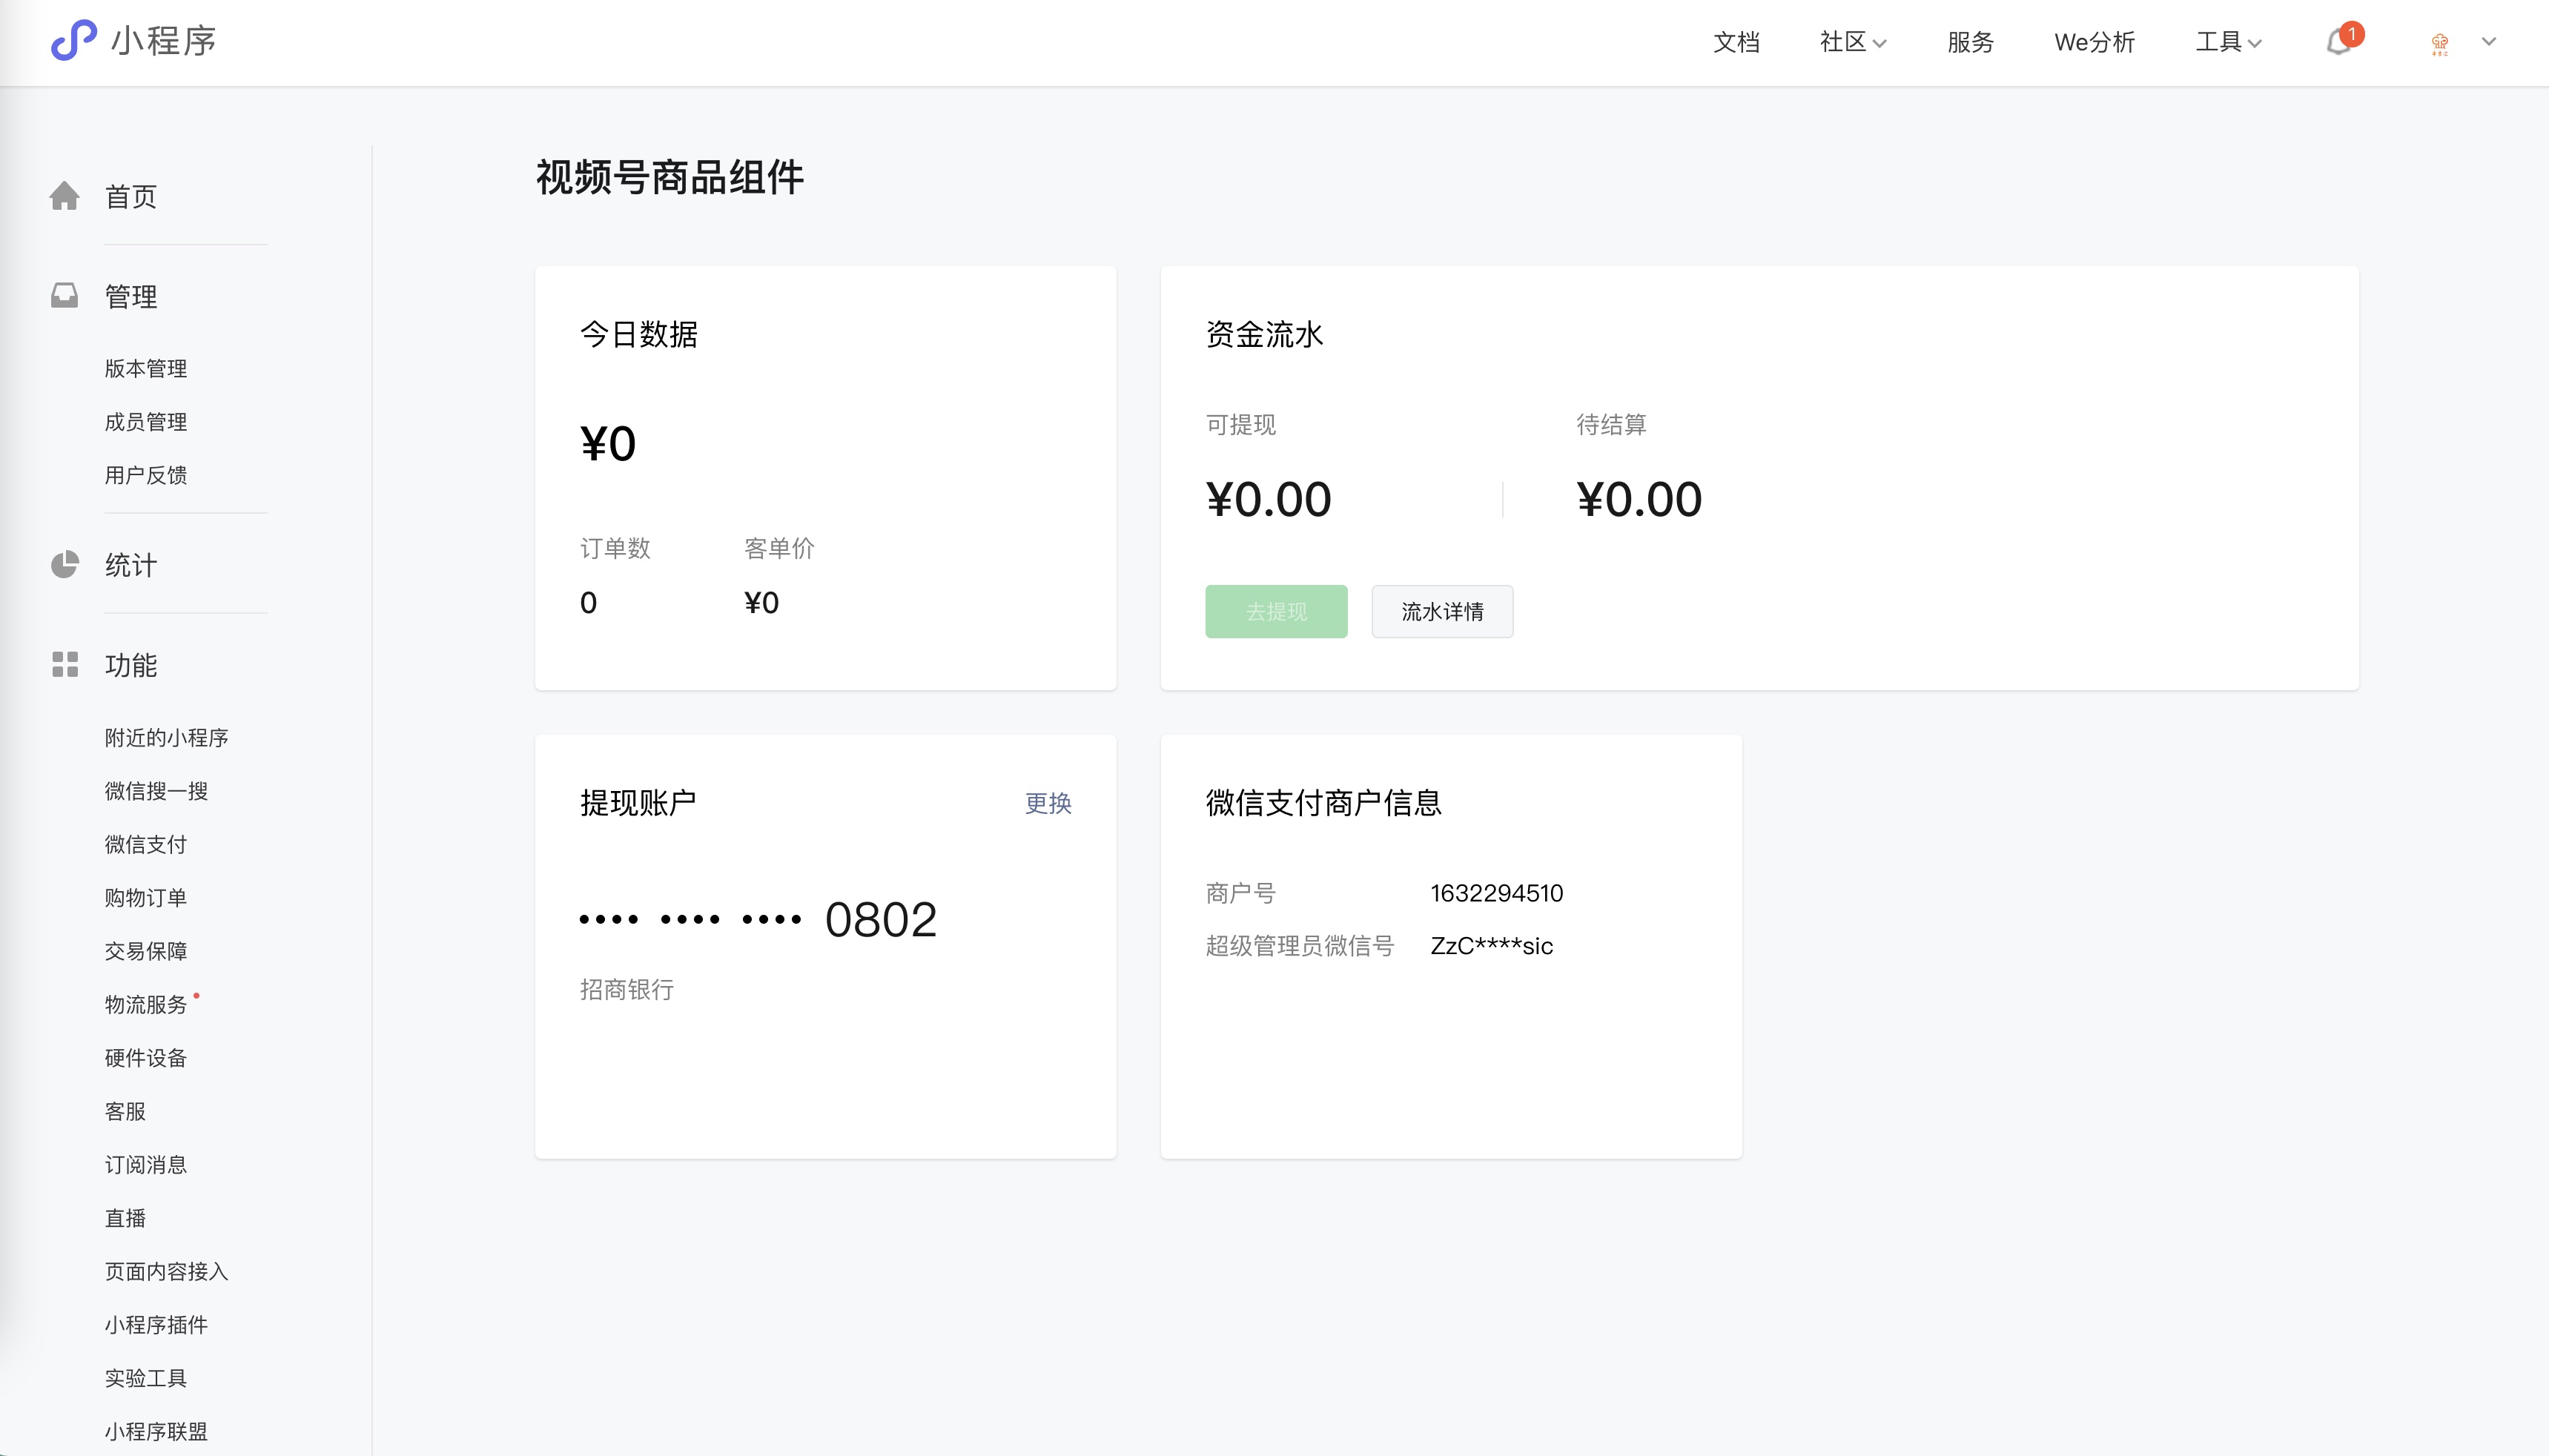 小程序
文档 社区 服务 We分析 工具 1
首页
管理
版本管理
成员管理
用户反馈
统计
功能
附近的小程序
微信搜一搜
微信支付
购物订单
交易保障
物流服务
硬件设备
客服
订阅消息
直播
页面内容接入
小程序插件
实验工具
小程序联盟
视频号商品组件
今日数据
¥0
订单数 客单价
0 ¥0
资金流水
可提现 待结算
¥0.00 ¥0.00
去提现 流水详情
提现账户 更换
•••• •••• •••• 0802
招商银行
微信支付商户信息
商户号 1632294510
超级管理员微信号 ZzC****sic